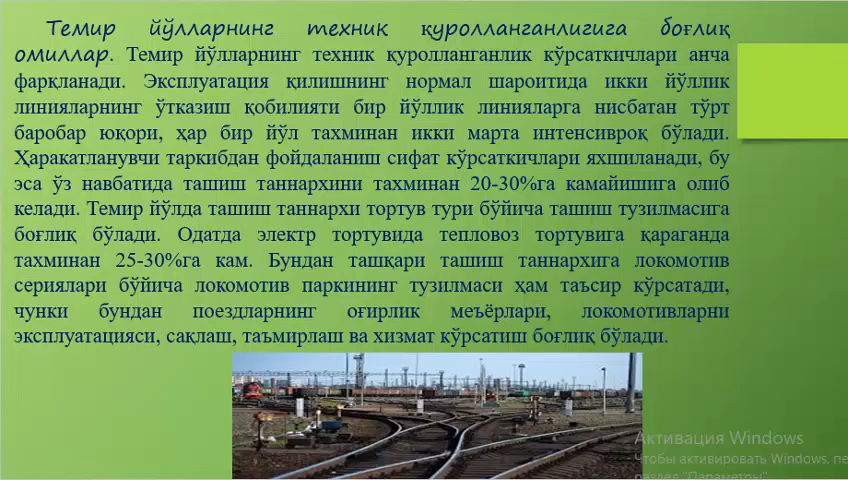 Темир йўлларнинг техник қуролланганлигига боғлиқ
омиллар. Темир йўлларнинг техник қуролланганлик кўрсаткичлари анча
фарқланади. Эксплуатация қилишнинг нормал шароитида икки йўллик
линияларнинг ўтказиш қобилияти бир йўллик линияларга нисбатан тўрт
баробар юқори, ҳар бир йўл тахминан икки марта интенсивроқ бўлади.
Ҳаракатланувчи таркибдан фойдаланиш сифат кўрсаткичлари яхшиланади, бу
эса ўз навбатида ташиш таннархини тахминан 20-30%га камайишига олиб
келади. Темир йўлда ташиш таннархи тортув тури бўйича ташиш тузилмасига
боғлиқ бўлади. Одатда электр тортувида тепловоз тортувига қараганда
тахминан 25-30%га кам. Бундан ташқари ташиш таннархига локомотив
сериялари бўйича локомотив паркининг тузилмаси ҳам таъсир кўрсатади,
чунки бундан поездларнинг оғирлик меъёрлари, локомотивларни
эксплуатацияси, сақлаш, таъмирлаш ва хизмат кўрсатиш боғлиқ бўлади.
Активация Windows
Чтобы активировать Windows, пе
раздел "Параметры"